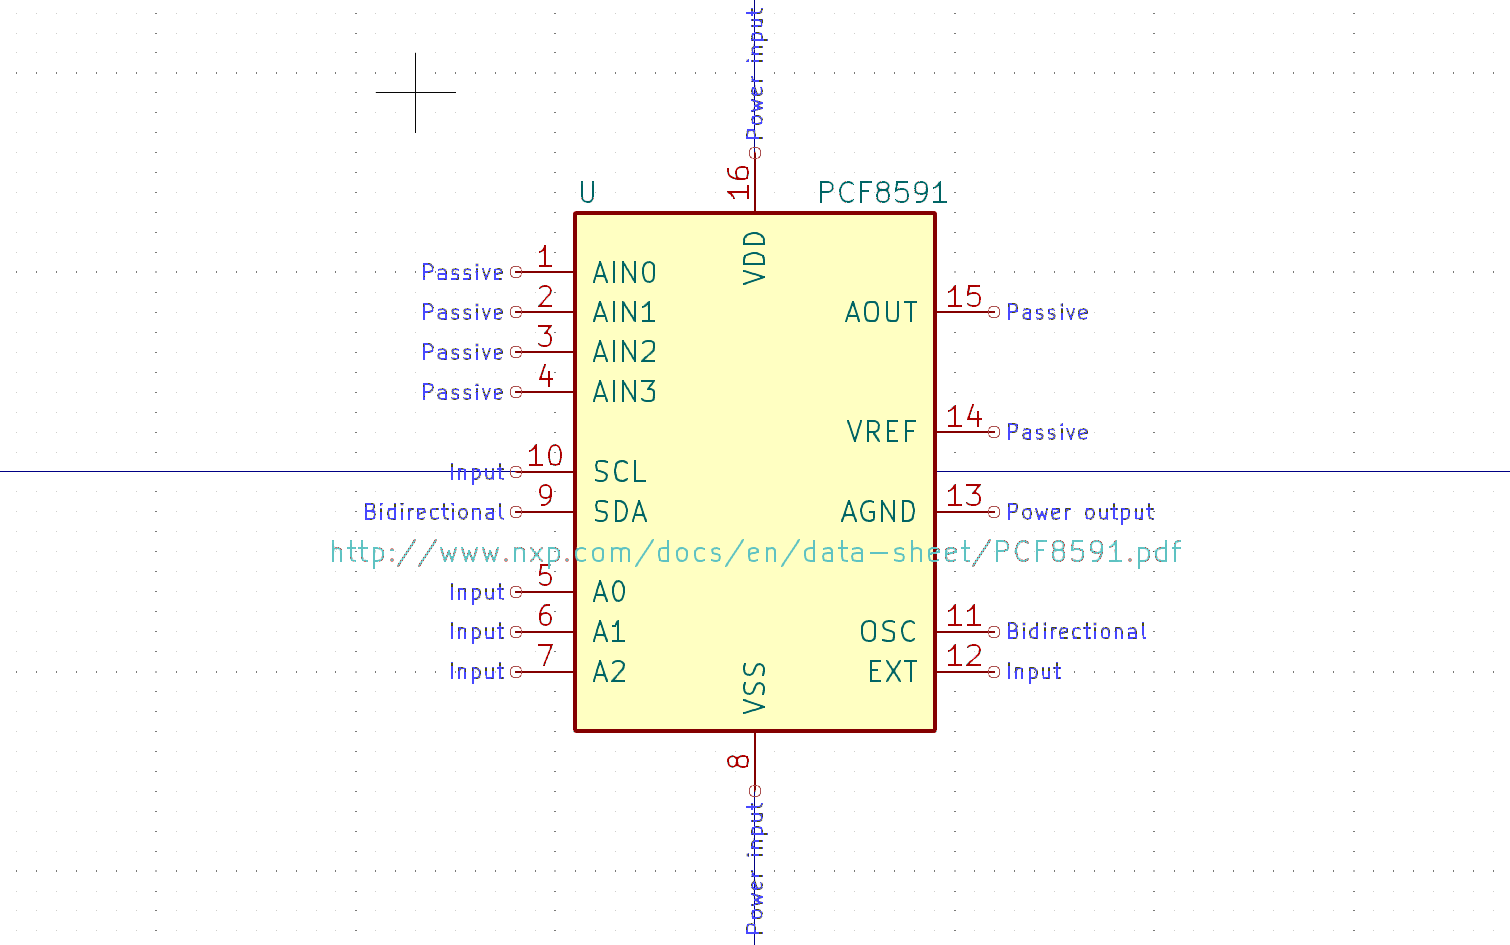 Power input
16
U PCF8591
VDD
Passive 1 AIN0
Passive 2 AIN1 AOUT 15 Passive
Passive 3 AIN2
Passive 4 AIN3
VREF 14 Passive
Input 10 SCL
Bidirectional 9 SDA AGND 13 Power output
http://www.nxp.com/docs/en/data-sheet/PCF8591.pdf
Input 5 A0
Input 6 A1 OSC 11 Bidirectional
Input 7 A2 EXT 12 Input
VSS
8
Power input